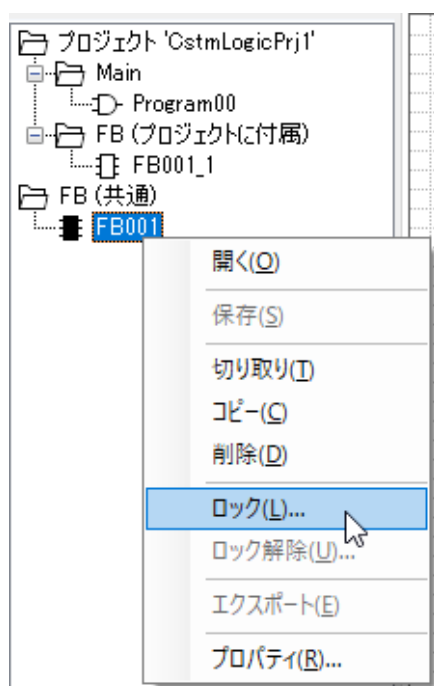 プロジェクト 'CstmLogicPrj1'
Main
Program00
FB (プロジェクトに付属)
FB001_1
FB (共通)
FB001
開く(O)
保存(S)
切り取り(T)
コピー(C)
削除(D)
ロック(L)...
ロック解除(U)...
エクスポート(E)
プロパティ(R)...